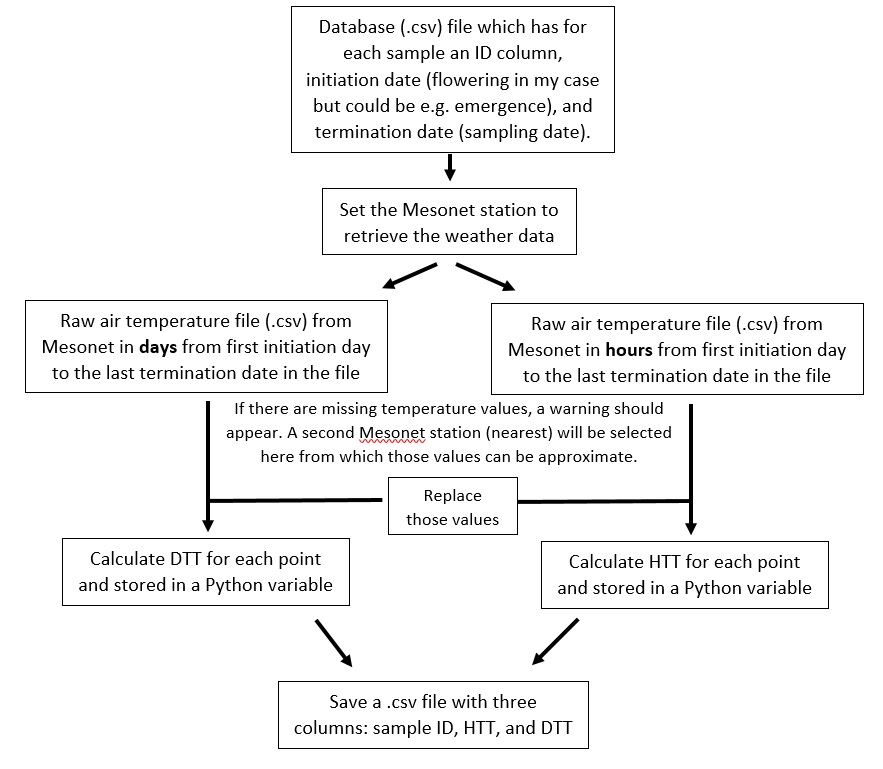 Database (.csv) file which has for
each sample an ID column,
initiation date (flowering in my case
but could be e.g. emergence), and
termination date (sampling date).
Set the Mesonet station to
retrieve the weather data
Raw air temperature file (.csv) from
Mesonet in days from first initiation day
to the last termination date in the file
Raw air temperature file (.csv) from
Mesonet in hours from first initiation day
to the last termination date in the file
If there are missing temperature values, a warning should
appear. A second Mesonet station (nearest) will be selected
here from which those values can be approximate.
Replace
those values
Calculate DTT for each point
and stored in a Python variable
Calculate HTT for each point
and stored in a Python variable
Save a .csv file with three
columns: sample ID, HTT, and DTT